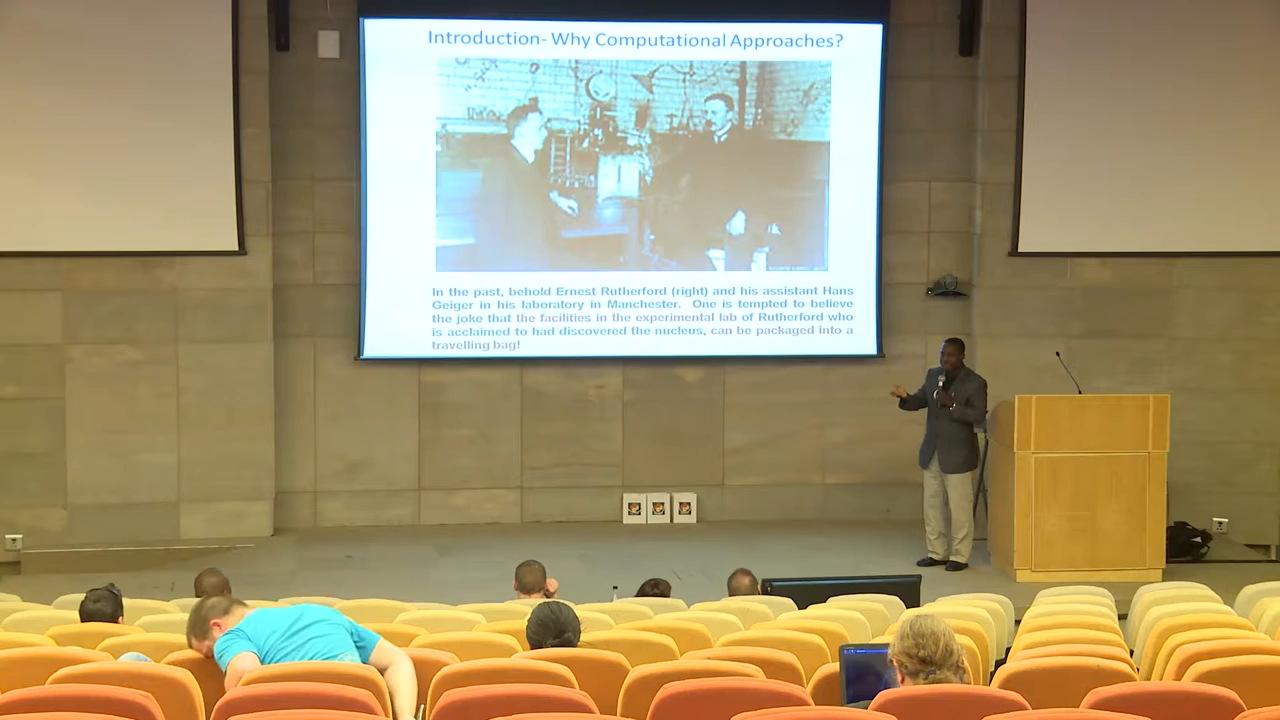 Introduction- Why Computational Approaches?
In the past, behold Ernest Rutherford (right) and his assistant Hans
Geiger in his laboratory in Manchester. One is tempted to believe
the joke that the facilities in the experimental lab of Rutherford who
is acclaimed to had discovered the nucleus, can be packaged into a
travelling bag!